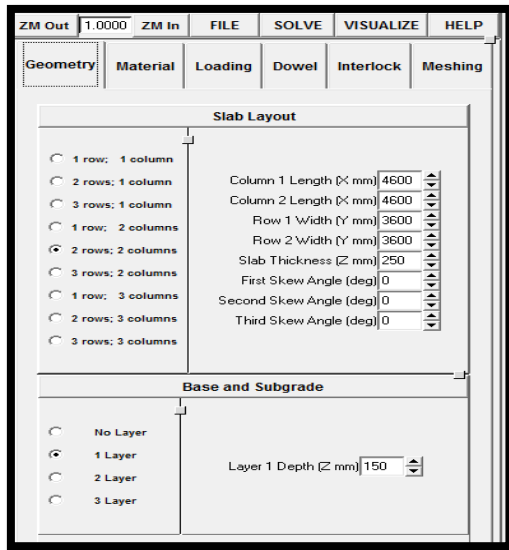 ZM Out 1.0000 ZM In FILE SOLVE VISUALIZE HELP
Geometry Material Loading Dowel Interlock Meshing
Slab Layout
1 row; 1 column
2 rows; 1 column
3 rows; 1 column
1 row; 2 columns
2 rows; 2 columns
3 rows; 2 columns
1 row; 3 columns
2 rows; 3 columns
3 rows; 3 columns
Column 1 Length (X mm) 4600
Column 2 Length (X mm) 4600
Row 1 Width (Y mm) 3600
Row 2 Width (Y mm) 3600
Slab Thickness (Z mm) 250
First Skew Angle (deg) 0
Second Skew Angle (deg) 0
Third Skew Angle (deg) 0
Base and Subgrade
No Layer
1 Layer
2 Layer
3 Layer
Layer 1 Depth (Z mm) 150